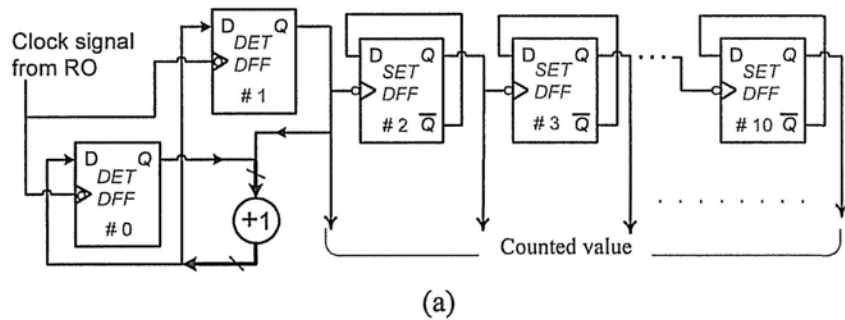 Clock signal
from RO
D Q
DET
DFF
# 1
D Q
DET
DFF
# 0
+1
D Q
SET
DFF
# 2 Q̅
D Q
SET
DFF
# 3 Q̅
D Q
SET
DFF
# 10 Q̅
Counted value
(a)